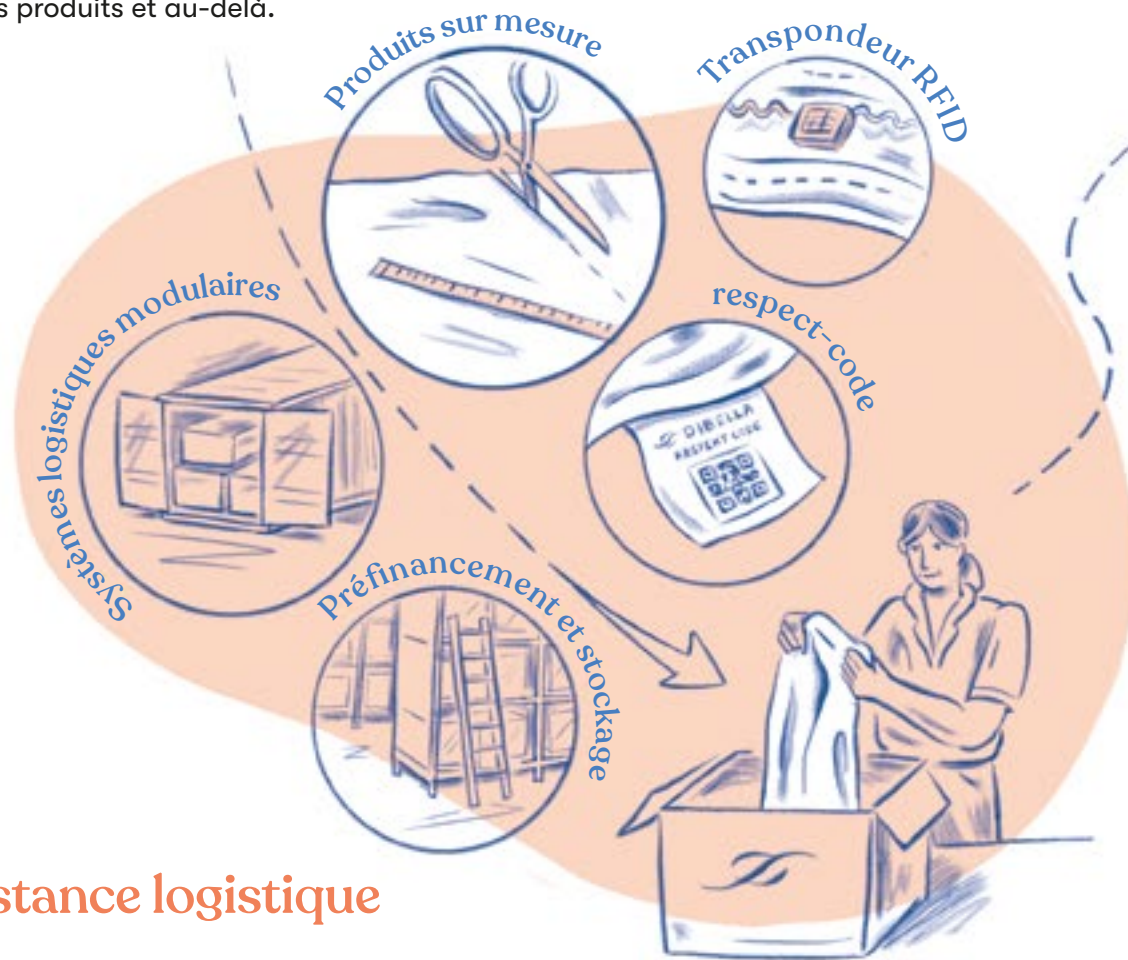 s produits et au-delà.
Produits sur mesure
Transpondeur RFID
Systèmes logistiques modulaires
respect-code
DIBELLA
RESPEKT CODE
Préfinancement et stockage
stance logistique